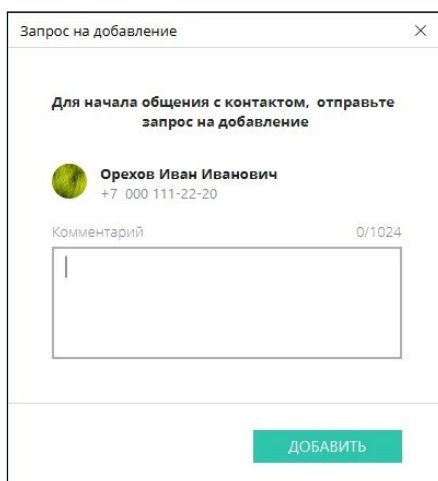 Запрос на добавление
Для начала общения с контактом, отправьте
запрос на добавление
Орехов Иван Иванович
+7 000 111-22-20
Комментарий 0/1024
ДОБАВИТЬ